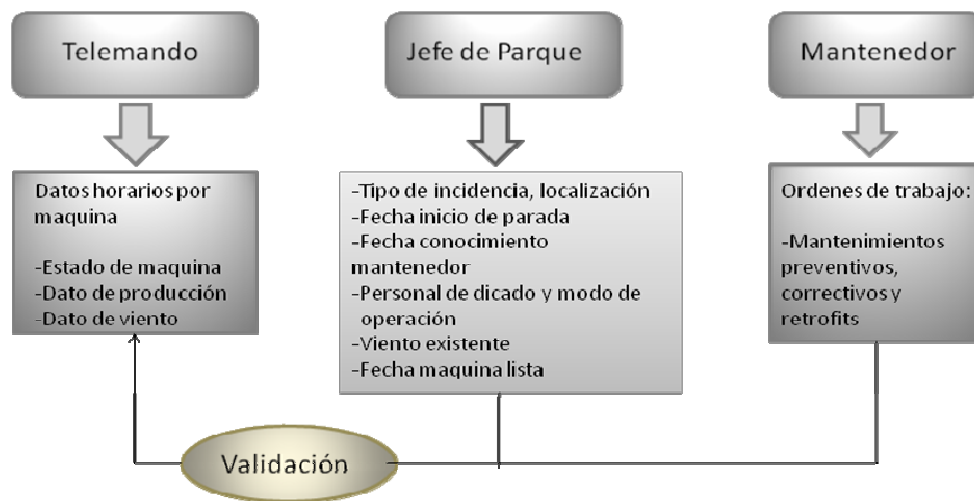 Telemando
Jefe de Parque
Mantenedor
Datos horarios por
maquina
-Estado de maquina
-Dato de producción
-Dato de viento
-Tipo de incidencia, localización
-Fecha inicio de parada
-Fecha conocimiento
mantenedor
-Personal de dicado y modo de
operación
-Viento existente
-Fecha maquina lista
Ordenes de trabajo:
-Mantenimientos
preventivos,
correctivos y
retrofits
Validación